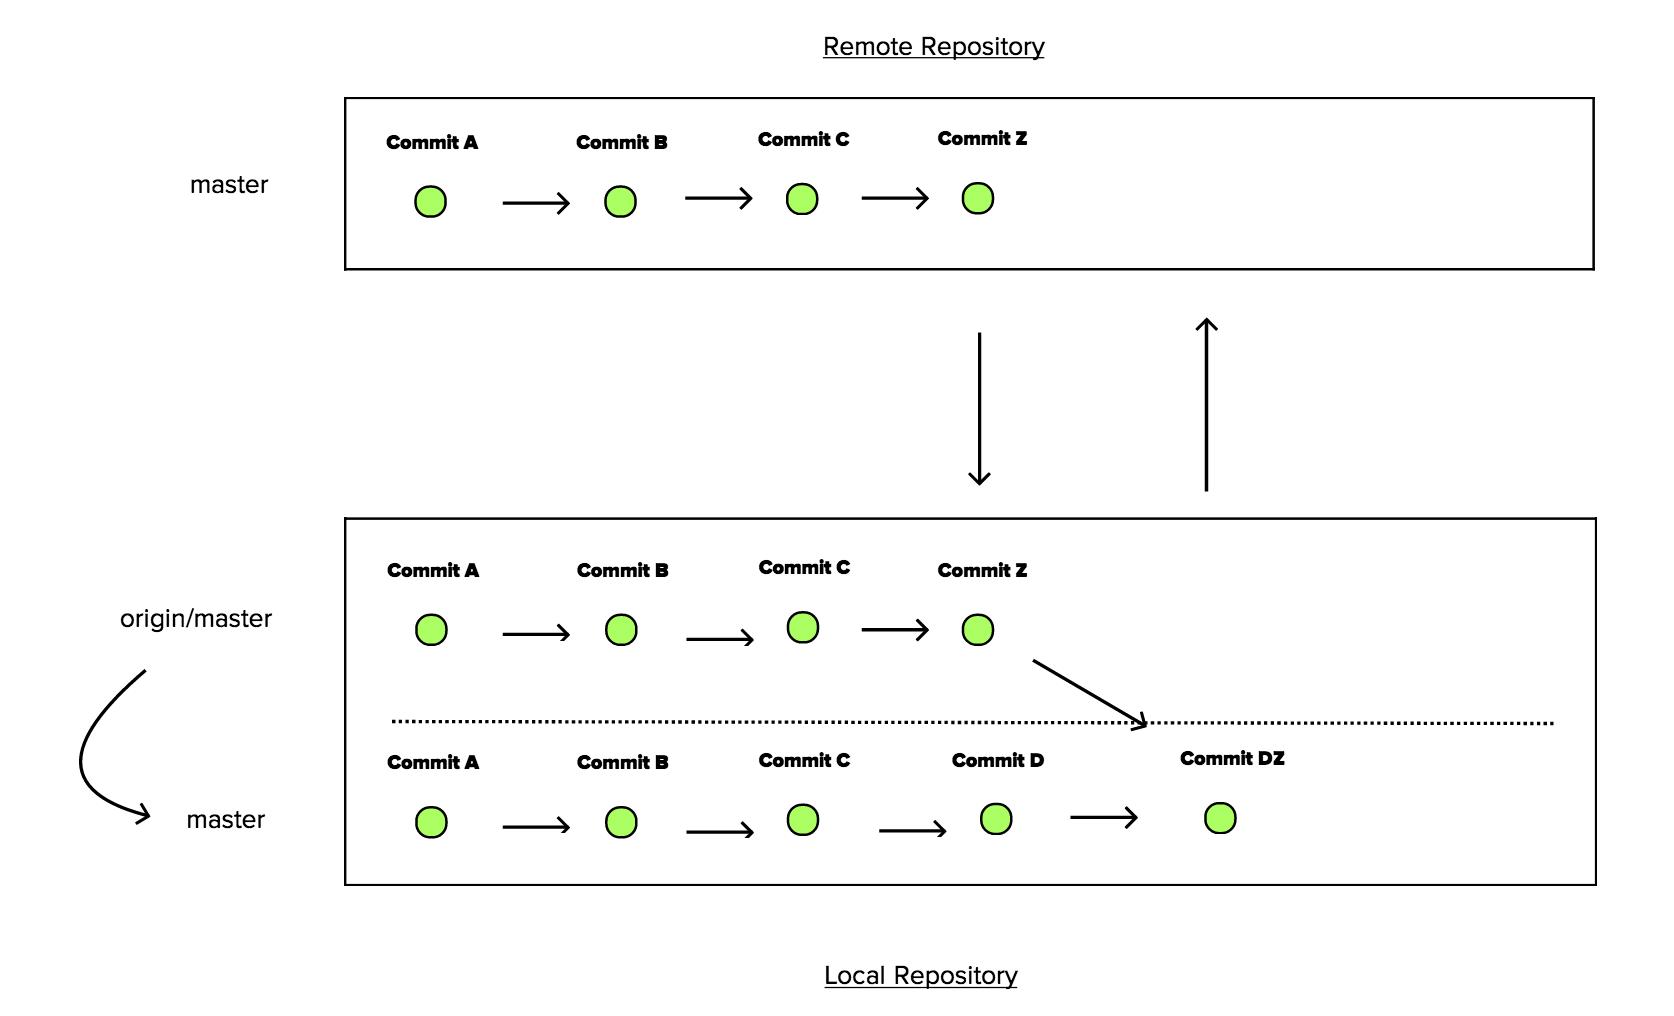 Remote Repository
Commit A
Commit B
Commit C
Commit Z
master
Commit A
Commit B
Commit C
Commit Z
origin/master
Commit A
Commit B
Commit C
Commit D
Commit DZ
master
Local Repository